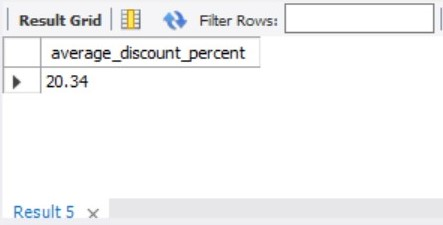 Result Grid Filter Rows:
average_discount_percent
20.34
Result 5 ×